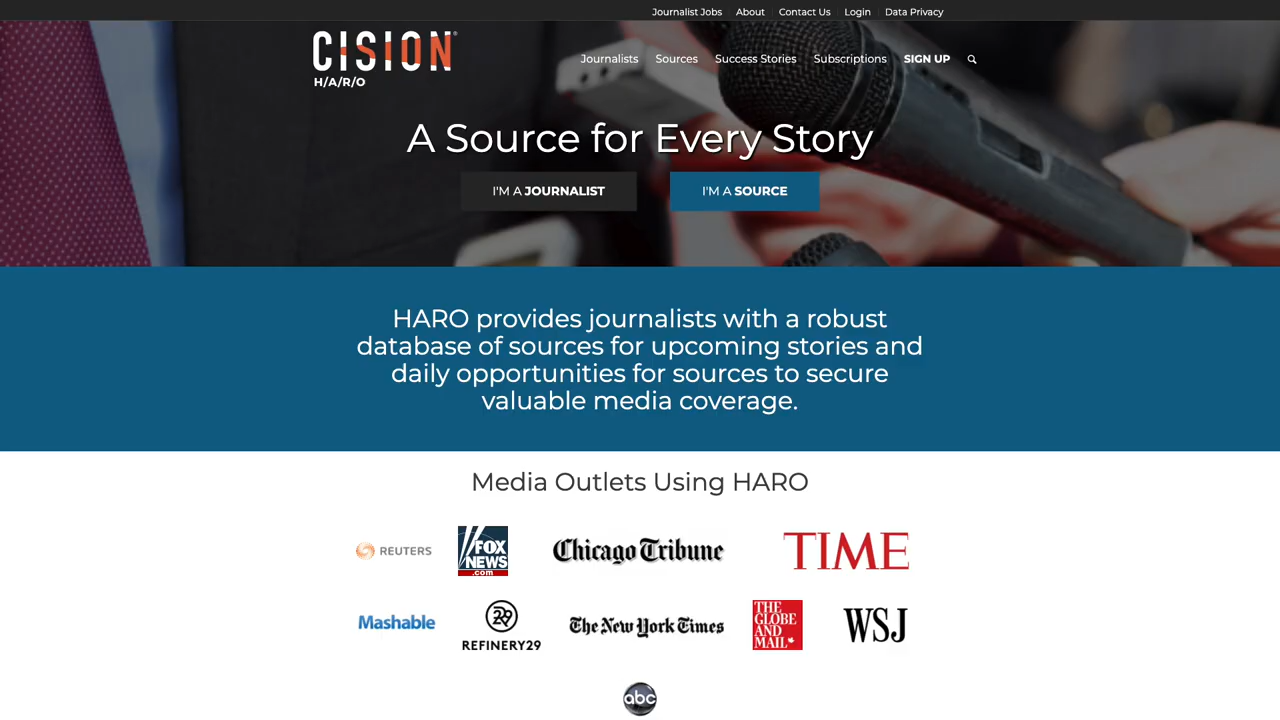 Journalist Jobs About Contact Us Login Data Privacy
CISION®
H/A/R/O
Journalists Sources Success Stories Subscriptions SIGN UP
A Source for Every Story
I'M A JOURNALIST I'M A SOURCE
HARO provides journalists with a robust
database of sources for upcoming stories and
daily opportunities for sources to secure
valuable media coverage.
Media Outlets Using HARO
REUTERS
FOX
NEWS
.com
Chicago Tribune
TIME
Mashable
29
REFINERY29
The New York Times
THE
GLOBE
AND
MAIL
WSJ
abc